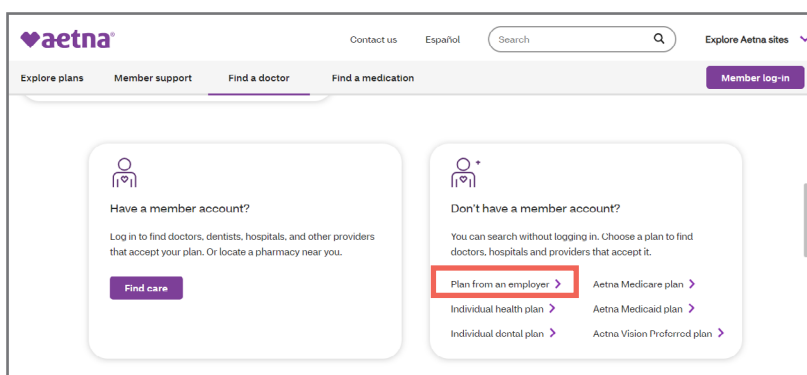 aetna®
Contact us Español Search Explore Aetna sites
Explore plans Member support Find a doctor Find a medication Member log-in
Have a member account?
Log in to find doctors, dentists, hospitals, and other providers
that accept your plan. Or locate a pharmacy near you.
Find care
Don't have a member account?
You can search without logging in. Choose a plan to find
doctors, hospitals and providers that accept it.
Plan from an employer Aetna Medicare plan
Individual health plan Aetna Medicaid plan
Individual dental plan Aetna Vision Preferred plan